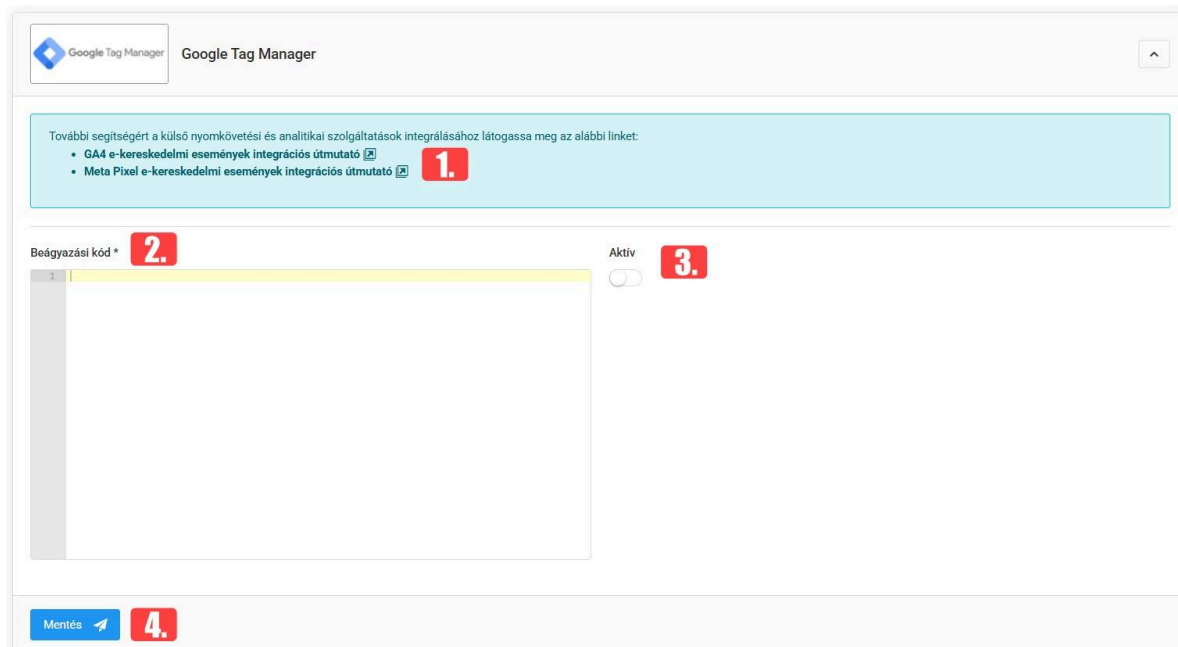 Google Tag Manager
Google Tag Manager
További segítségért a külső nyomkövetési és analitikai szolgáltatások integrálásához látogassa meg az alábbi linket:
• GA4 e-kereskedelmi események integrációs útmutató
• Meta Pixel e-kereskedelmi események integrációs útmutató
1.
Beágyazási kód *
2.
Aktív
3.
1
Mentés
4.